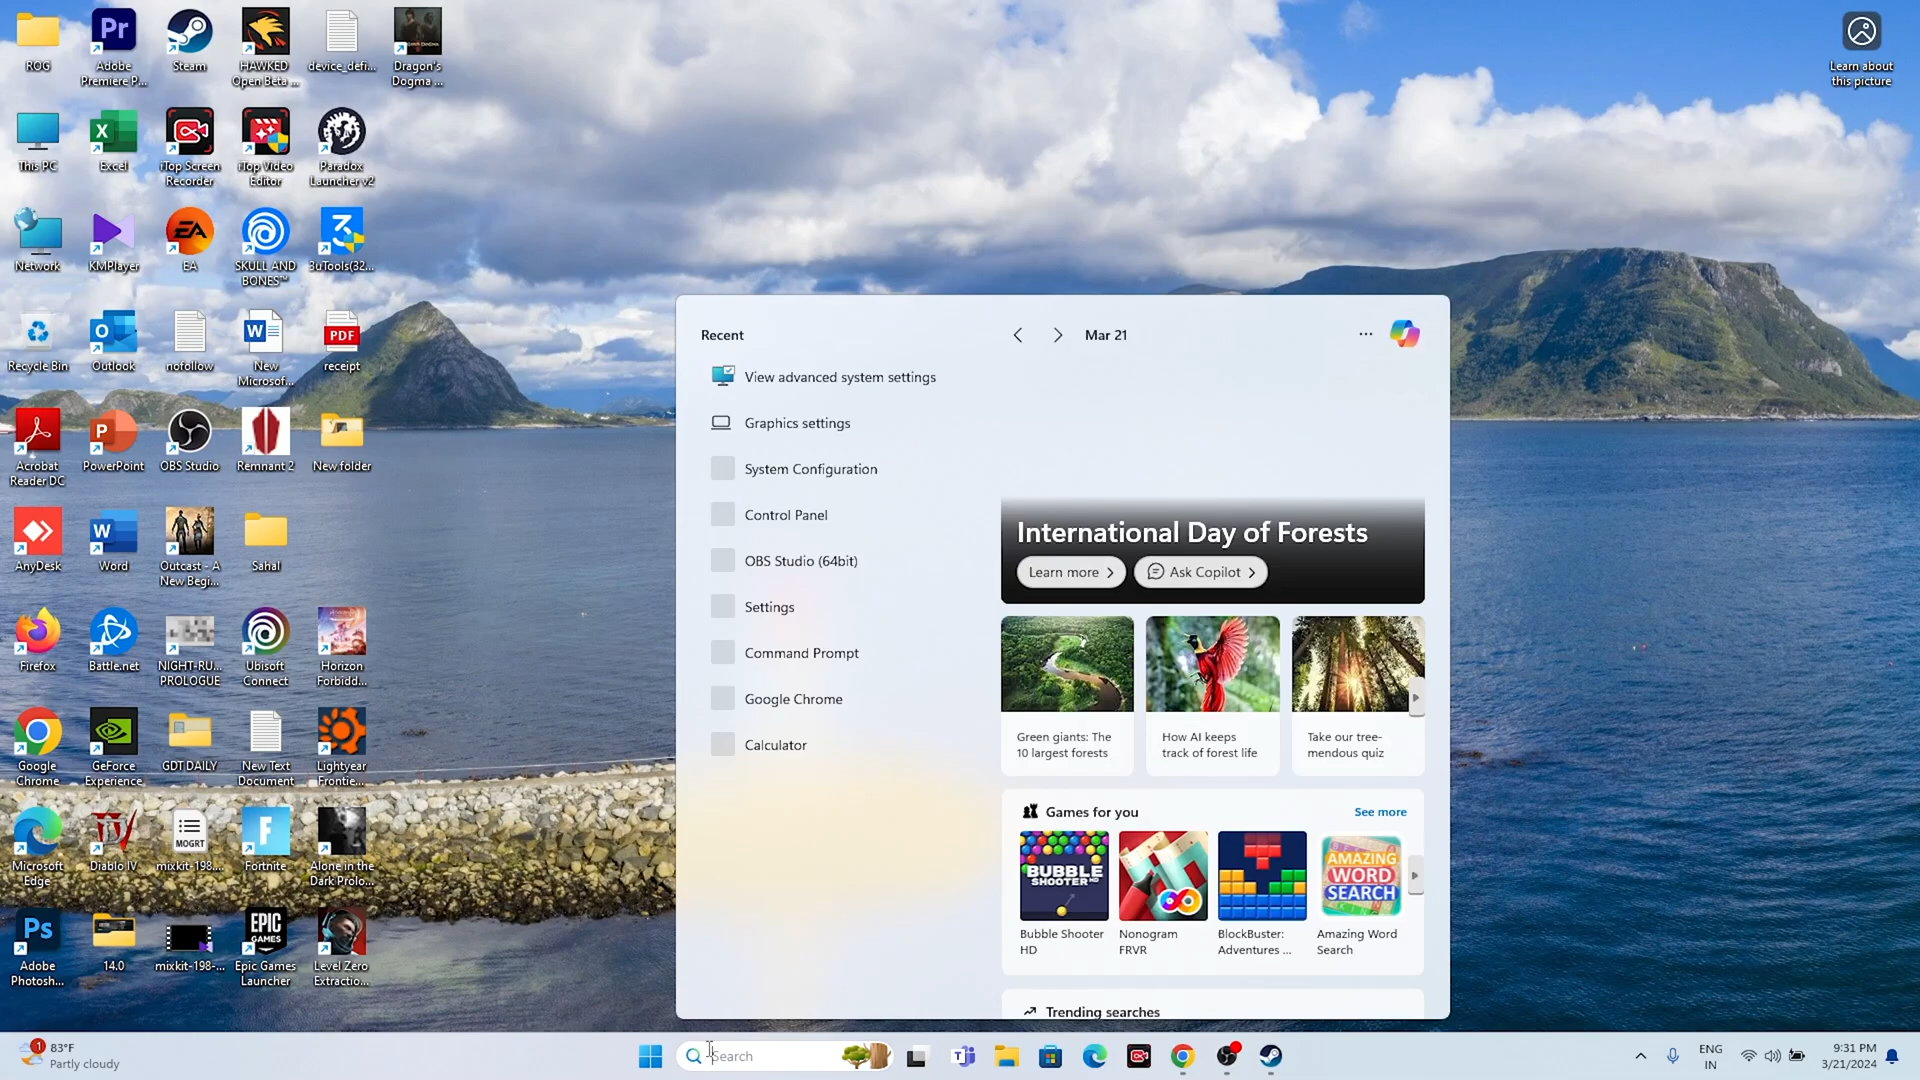 ROG
Adobe
Premiere P...
Steam
HAWKED
Open Beta ...
device_defi...
Dragon's
Dogma ...
Learn about
this picture
This PC
Excel
iTop Screen
Recorder
iTop Video
Editor
Paradox
Launcher v2
Network
KMPlayer
EA
SKULL AND
BONES™
3uTools(32...
Recycle Bin
Outlook
nofollow
New
Microsof...
PDF
receipt
Acrobat
Reader DC
PowerPoint
OBS Studio
Remnant 2
New folder
AnyDesk
Word
Outcast - A
New Begi...
Sahal
Firefox
Battle.net
NIGHT-RU...
PROLOGUE
Ubisoft
Connect
Horizon
Forbidd...
Google
Chrome
GeForce
Experience
GDT DAILY
New Text
Document
Lightyear
Frontie...
Microsoft
Edge
Diablo IV
MOGRT
mixkit-198....
Fortnite
Alone in the
Dark Prolo...
Adobe
Photosh...
14.0
mixkit-198-...
EPIC
GAMES
Epic Games
Launcher
Level Zero
Extractio...
Recent
Mar 21
View advanced system settings
Graphics settings
System Configuration
Control Panel
OBS Studio (64bit)
Settings
Command Prompt
Google Chrome
Calculator
International Day of Forests
Learn more
Ask Copilot
Green giants: The
10 largest forests
How AI keeps
track of forest life
Take our tree-
mendous quiz
Games for you
See more
BUBBLE
SHOOTER HD
AMAZING
WORD
SEARCH
Bubble Shooter
HD
Nonogram
FRVR
BlockBuster:
Adventures ...
Amazing Word
Search
Trending searches
1
83°F
Partly cloudy
Search
ENG
IN
9:31 PM
3/21/2024